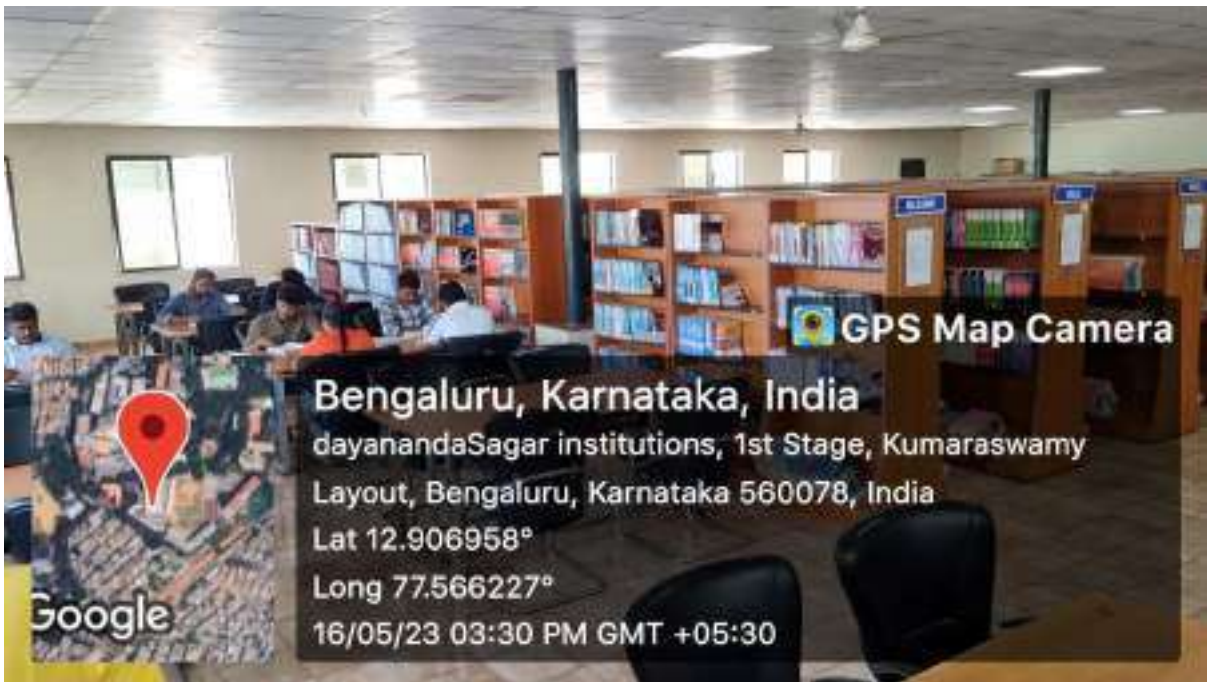 GPS Map Camera
Bengaluru, Karnataka, India
dayanandaSagar institutions, 1st Stage, Kumaraswamy
Layout, Bengaluru, Karnataka 560078, India
Lat 12.906958°
Long 77.566227°
16/05/23 03:30 PM GMT +05:30
Google